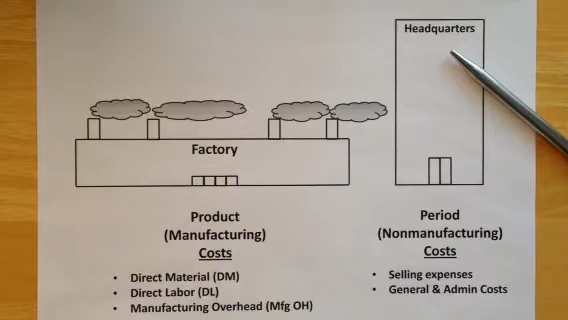 Headquarters
Factory
Product
(Manufacturing)
Costs
• Direct Material (DM)
• Direct Labor (DL)
• Manufacturing Overhead (Mfg OH)
Period
(Nonmanufacturing)
Costs
• Selling expenses
• General & Admin Costs